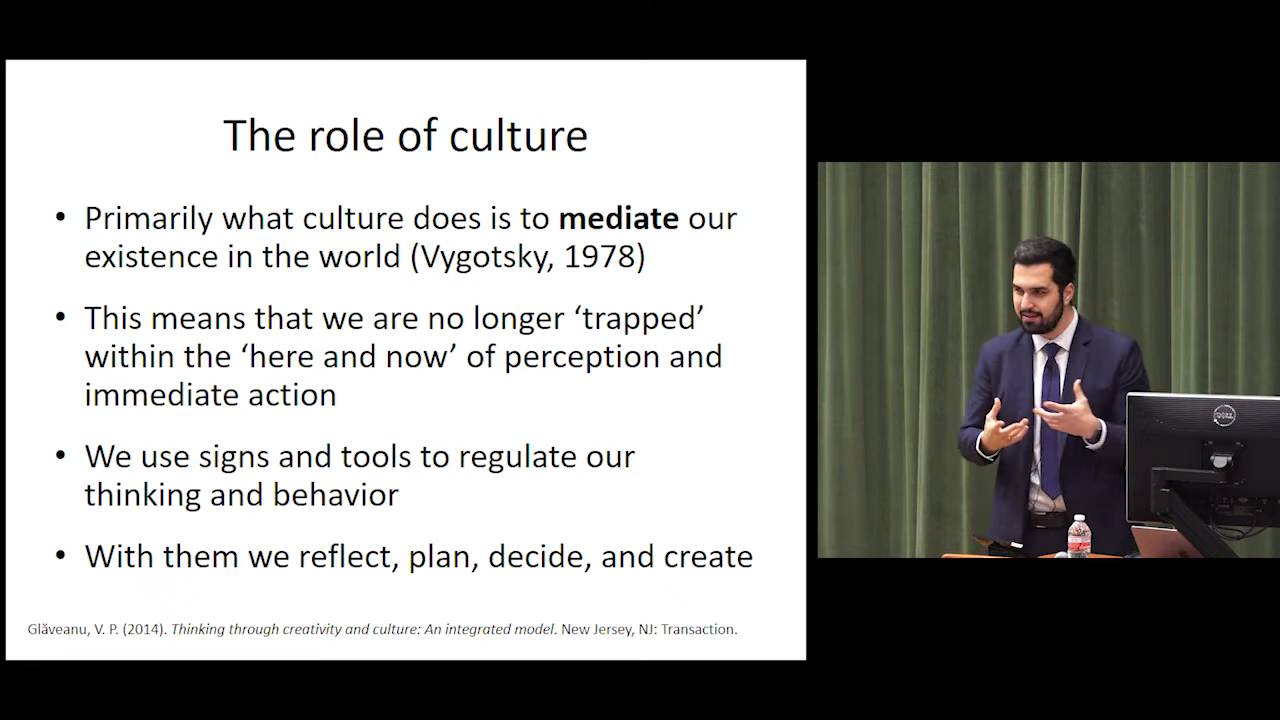 The role of culture
• Primarily what culture does is to mediate our
existence in the world (Vygotsky, 1978)
• This means that we are no longer ‘trapped’
within the ‘here and now’ of perception and
immediate action
• We use signs and tools to regulate our
thinking and behavior
• With them we reflect, plan, decide, and create
Glăveanu, V. P. (2014). Thinking through creativity and culture: An integrated model. New Jersey, NJ: Transaction.